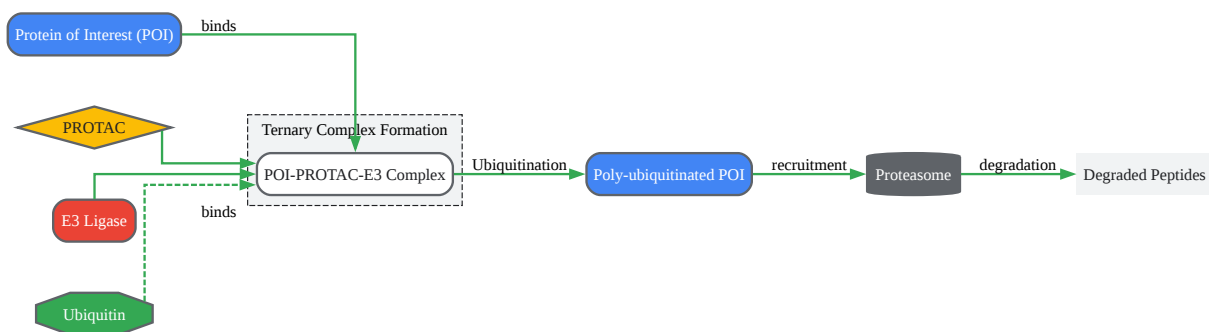 Protein of Interest (POI)
binds
PROTAC
Ternary Complex Formation
POI-PROTAC-E3 Complex
Ubiquitination
Poly-ubiquitinated POI
recruitment
Proteasome
degradation
Degraded Peptides
E3 Ligase
binds
Ubiquitin